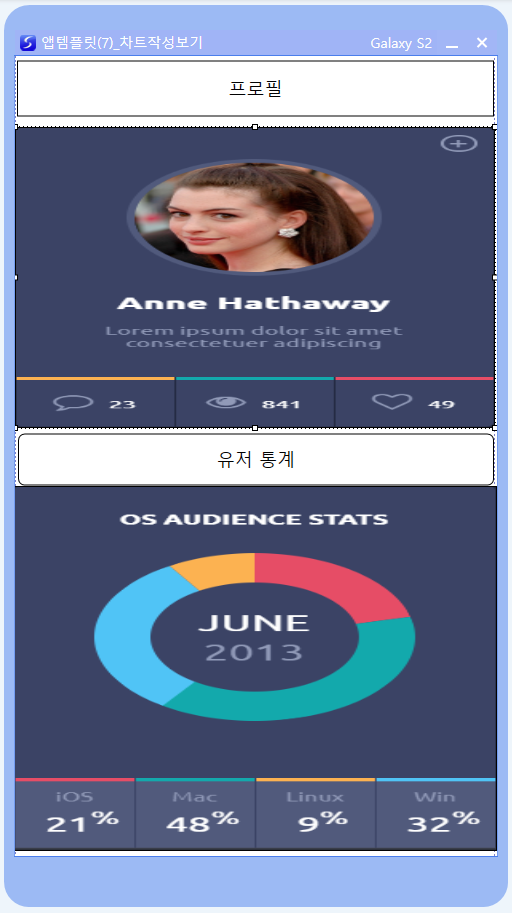 앱템플릿(7)_차트작성보기 Galaxy S2
프로필
Anne Hathaway
Lorem ipsum dolor sit amet
consectetuer adipiscing
23 841 49
유저 통계
OS AUDIENCE STATS
JUNE
2013
iOS Mac Linux Win
21% 48% 9% 32%